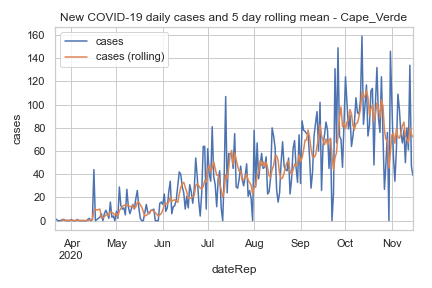 New COVID-19 daily cases and 5 day rolling mean - Cape_Verde
cases
cases (rolling)
160
140
120
100
80
60
40
20
0
cases
Apr
2020
May
Jun
Jul
Aug
Sep
Oct
Nov
dateRep